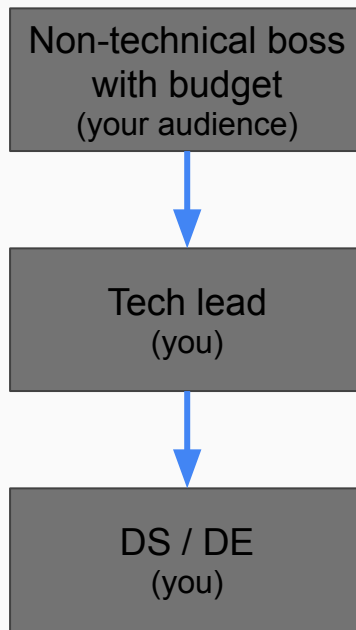 Non-technical boss
with budget
(your audience)
Tech lead
(you)
DS / DE
(you)